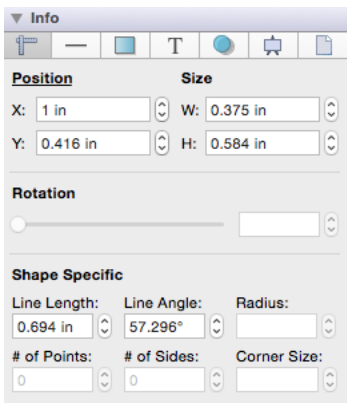 Info
T
Position Size
X: 1 in W: 0.375 in
Y: 0.416 in H: 0.584 in
Rotation
Shape Specific
Line Length: Line Angle: Radius:
0.694 in 57.296°
# of Points: # of Sides: Corner Size:
0 0